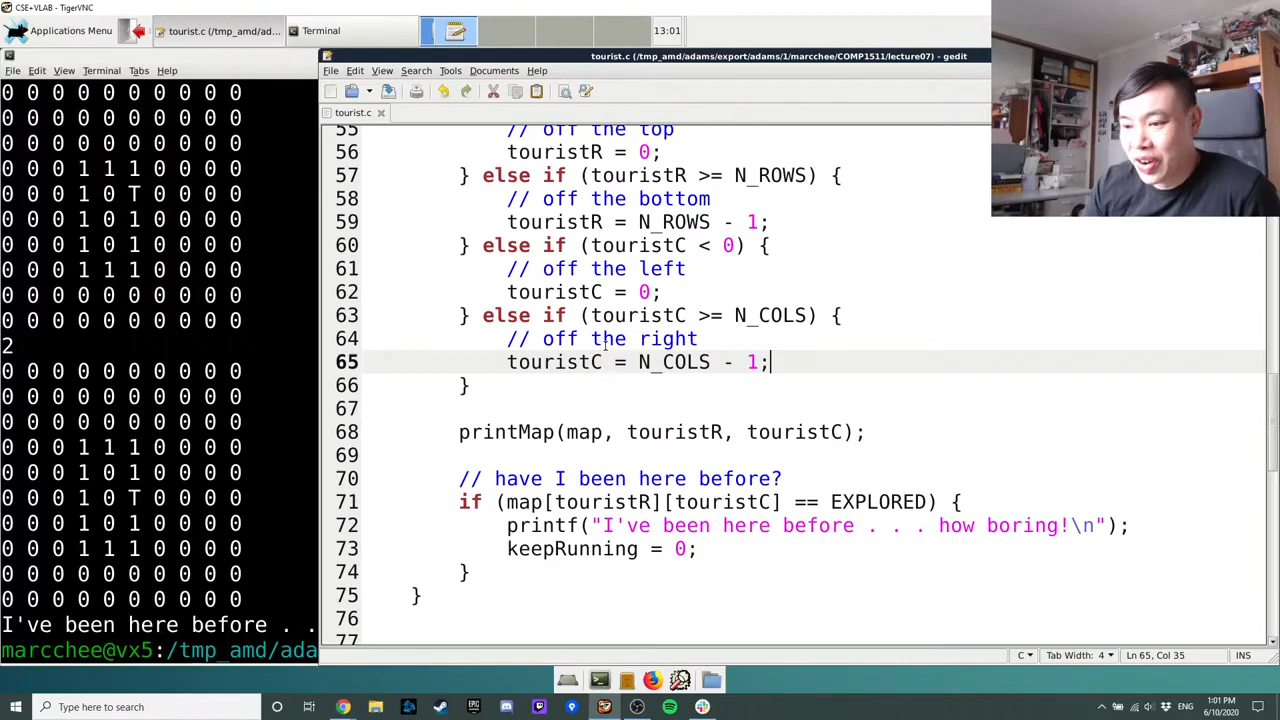 CSE+VLAB - TigerVNC
Applications Menu
tourist.c (/tmp_amd/ad...
Terminal
13:01
File Edit View Terminal Tabs Help
0 0 0 0 0 0 0 0 0 0
0 0 0 0 0 0 0 0 0 0
0 0 0 0 0 0 0 0 0 0
0 0 0 1 1 1 0 0 0 0
0 0 0 1 0 T 0 0 0 0
0 0 0 1 0 1 0 0 0 0
0 0 0 1 0 1 0 0 0 0
0 0 0 1 1 1 0 0 0 0
0 0 0 0 0 0 0 0 0 0
0 0 0 0 0 0 0 0 0 0
2
0 0 0 0 0 0 0 0 0 0
0 0 0 0 0 0 0 0 0 0
0 0 0 0 0 0 0 0 0 0
0 0 0 1 1 1 0 0 0 0
0 0 0 1 0 1 0 0 0 0
0 0 0 1 0 T 0 0 0 0
0 0 0 1 0 1 0 0 0 0
0 0 0 1 1 1 0 0 0 0
0 0 0 0 0 0 0 0 0 0
0 0 0 0 0 0 0 0 0 0
I've been here before . .
marcchee@vx5:/tmp_amd/ada
tourist.c (/tmp_amd/adams/export/adams/1/marcchee/COMP1511/lecture07) - gedit
File Edit View Search Tools Documents Help
tourist.c
55 // off the top
56 touristR = 0;
57 } else if (touristR >= N_ROWS) {
58 // off the bottom
59 touristR = N_ROWS - 1;
60 } else if (touristC < 0) {
61 // off the left
62 touristC = 0;
63 } else if (touristC >= N_COLS) {
64 // off the right
65 touristC = N_COLS - 1;
66 }
67
68 printMap(map, touristR, touristC);
69
70 // have I been here before?
71 if (map[touristR][touristC] == EXPLORED) {
72 printf("I've been here before . . . how boring!\n");
73 keepRunning = 0;
74 }
75 }
76
77
C Tab Width: 4 Ln 65, Col 35 INS
Type here to search
ENG
1:01 PM
6/10/2020